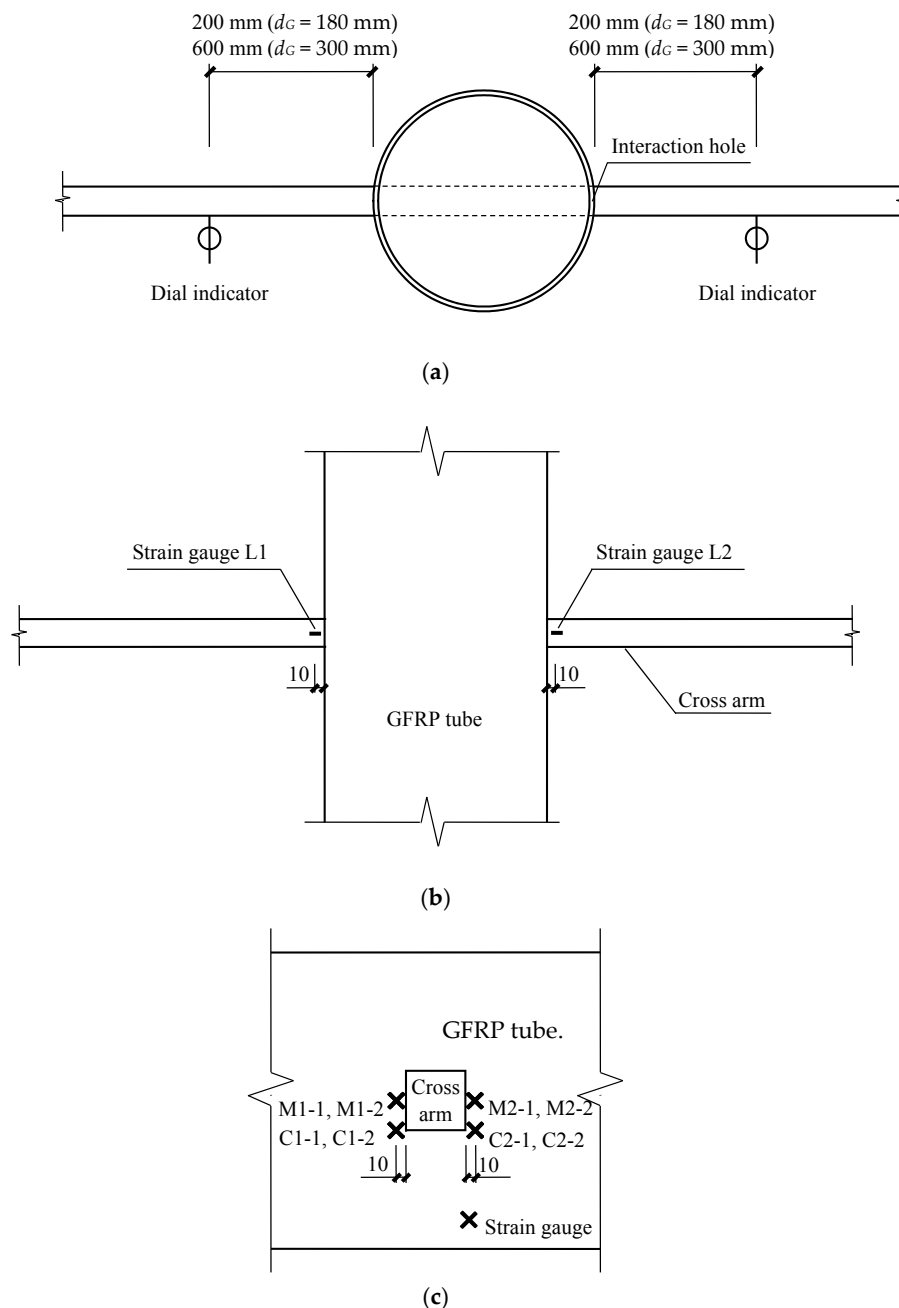 200 mm (dG = 180 mm) 200 mm (dG = 180 mm)
600 mm (dG = 300 mm) 600 mm (dG = 300 mm)
Interaction hole
Dial indicator Dial indicator
(a)
Strain gauge L1 Strain gauge L2
10 10
Cross arm
GFRP tube
(b)
GFRP tube.
Cross
arm
M1-1, M1-2 M2-1, M2-2
C1-1, C1-2 C2-1, C2-2
10 10
Strain gauge
(c)